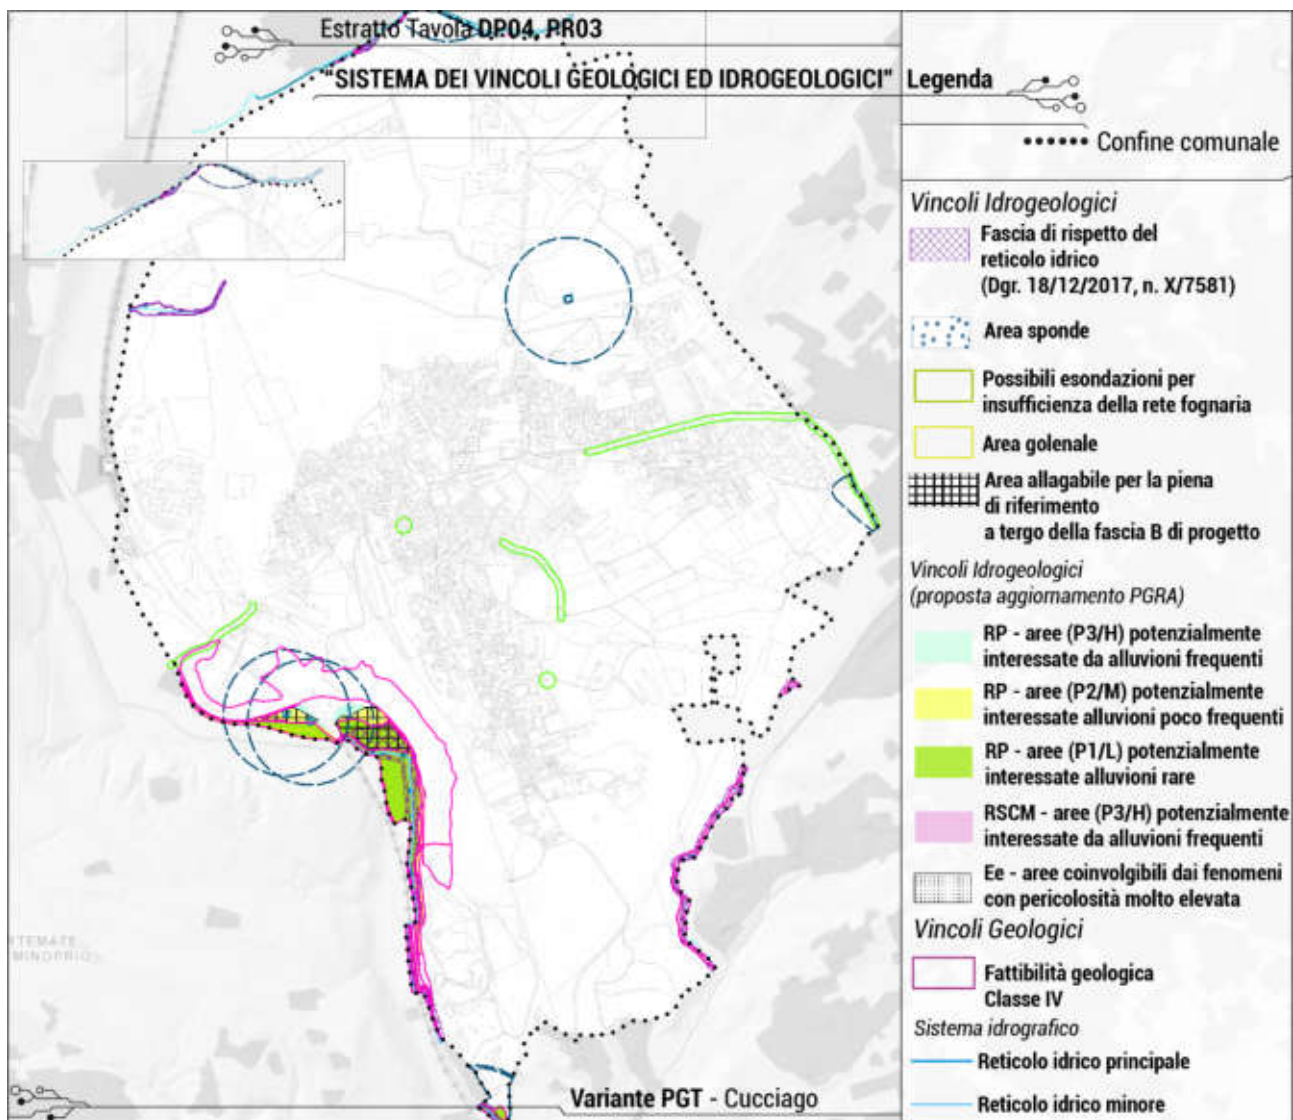 Estratto Tavola DP04, PR03
"SISTEMA DEI VINCOLI GEOLOGICI ED IDROGEOLOGICI"
Legenda
Confine comunale
Vincoli Idrogeologici
Fascia di rispetto del
reticolo idrico
(Dgr. 18/12/2017, n. X/7581)
Area sponde
Possibili esondazioni per
insufficienza della rete fognaria
Area golenale
Area allagabile per la piena
di riferimento
a tergo della fascia B di progetto
Vincoli Idrogeologici
(proposta aggiornamento PGRA)
RP - aree (P3/H) potenzialmente
interessate da alluvioni frequenti
RP - aree (P2/M) potenzialmente
interessate alluvioni poco frequenti
RP - aree (P1/L) potenzialmente
interessate alluvioni rare
RSCM - aree (P3/H) potenzialmente
interessate da alluvioni frequenti
Ee - aree coinvolgibili dai fenomeni
con pericolosità molto elevata
Vincoli Geologici
Fattibilità geologica
Classe IV
Sistema idrografico
Reticolo idrico principale
Reticolo idrico minore
RTEMATE
MINOPRIO
Variante PGT - Cucciago